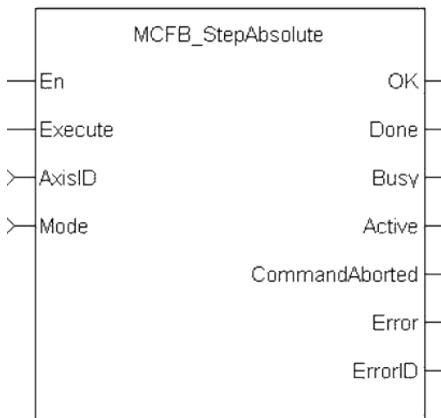 MCFB_StepAbsolute
En OK
Execute Done
AxisID Busy
Mode Active
CommandAborted
Error
ErrorID